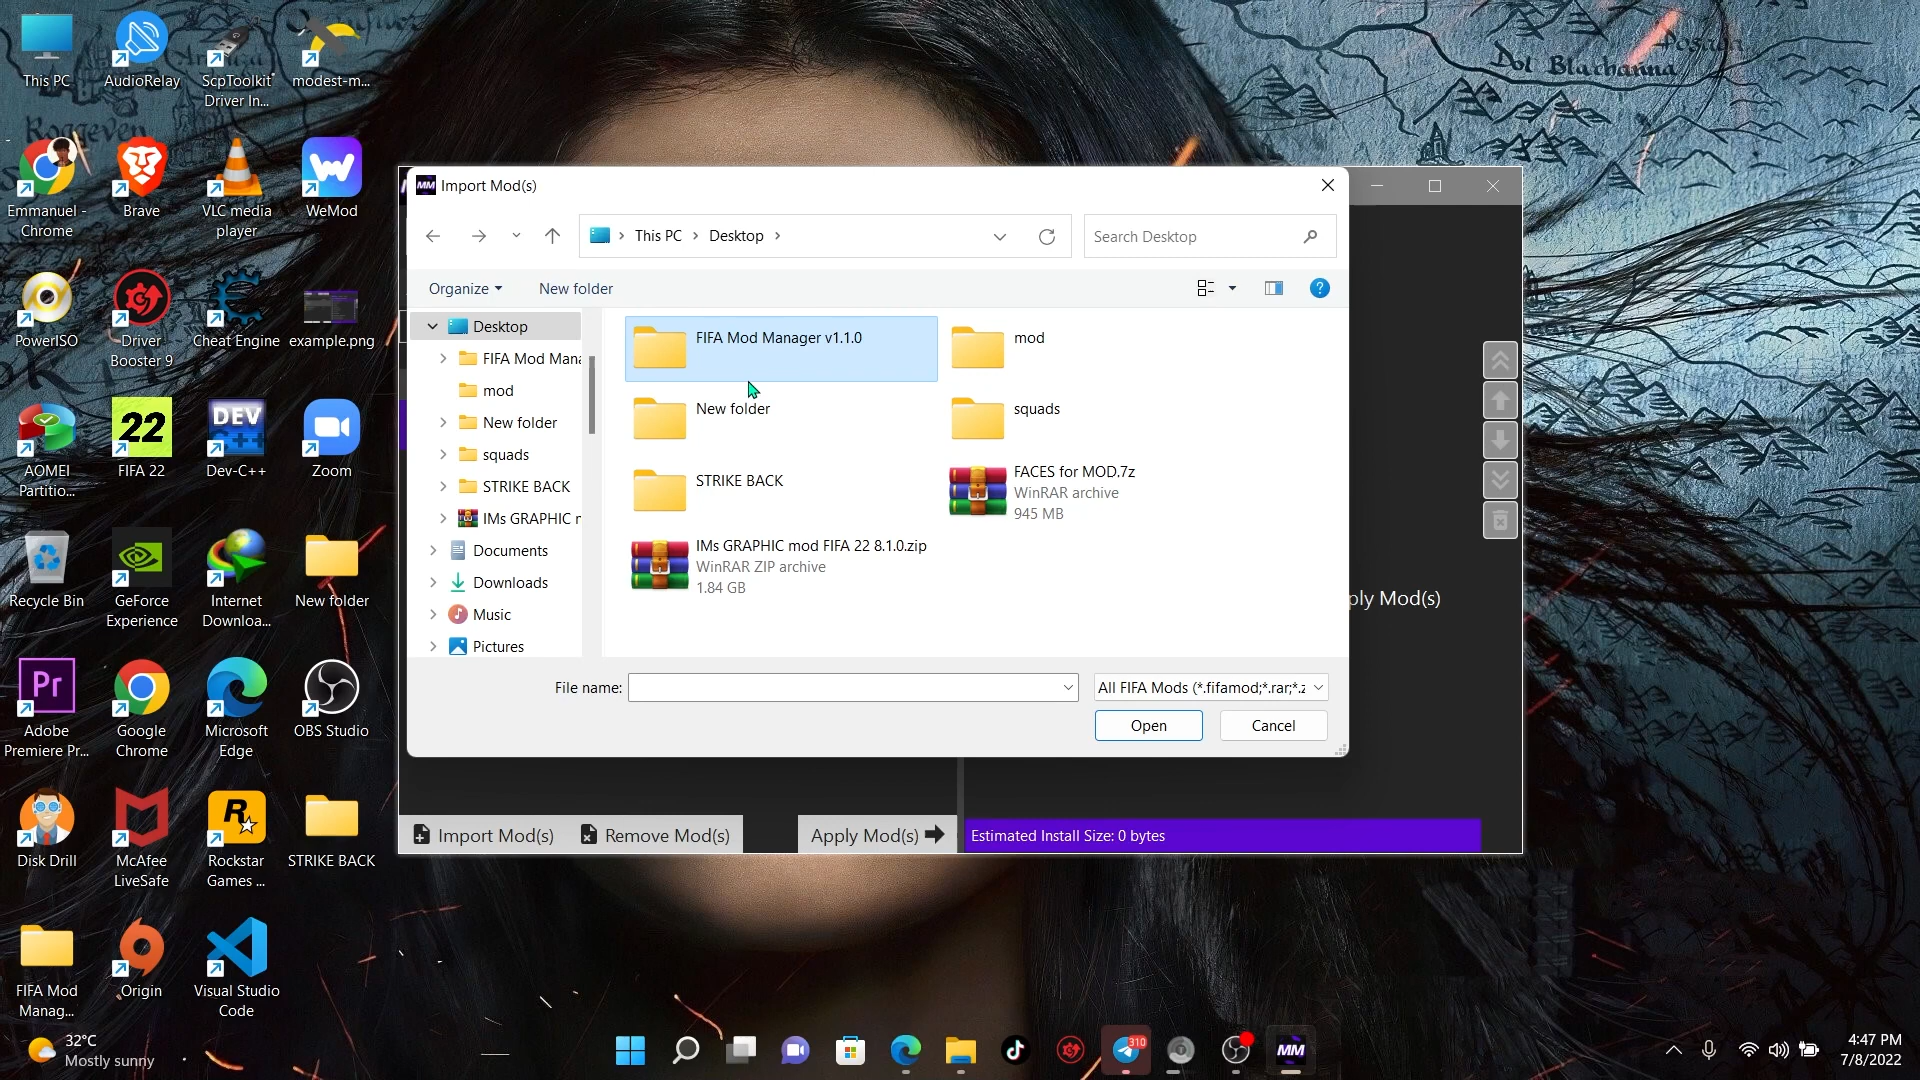 This PC
AudioRelay
ScpToolkit
Driver In...
modest-m...
Roggeven
Dol Blathanna
Emmanuel -
Chrome
Brave
VLC media
player
WeMod
PowerISO
Driver
Booster 9
Cheat Engine
example.png
AOMEI
Partitio...
22
FIFA 22
DEV
C++
Dev-C++
Zoom
Recycle Bin
GeForce
Experience
Internet
Downloa...
New folder
Pr
Adobe
Premiere Pr...
Google
Chrome
Microsoft
Edge
OBS Studio
Disk Drill
McAfee
LiveSafe
R
Rockstar
Games ...
STRIKE BACK
FIFA Mod
Manag...
Origin
Visual Studio
Code
MM Import Mod(s)
This PC > Desktop >
Search Desktop
Organize
New folder
?
Desktop
FIFA Mod Mana
mod
New folder
squads
STRIKE BACK
IMs GRAPHIC m
Documents
Downloads
Music
Pictures
FIFA Mod Manager v1.1.0
mod
New folder
squads
STRIKE BACK
FACES for MOD.7z
WinRAR archive
945 MB
IMs GRAPHIC mod FIFA 22 8.1.0.zip
WinRAR ZIP archive
1.84 GB
File name:
All FIFA Mods (*.fifamod;*.rar;*.z
Open
Cancel
ply Mod(s)
Import Mod(s)
Remove Mod(s)
Apply Mod(s)
Estimated Install Size: 0 bytes
32°C
Mostly sunny
310
MM
4:47 PM
7/8/2022